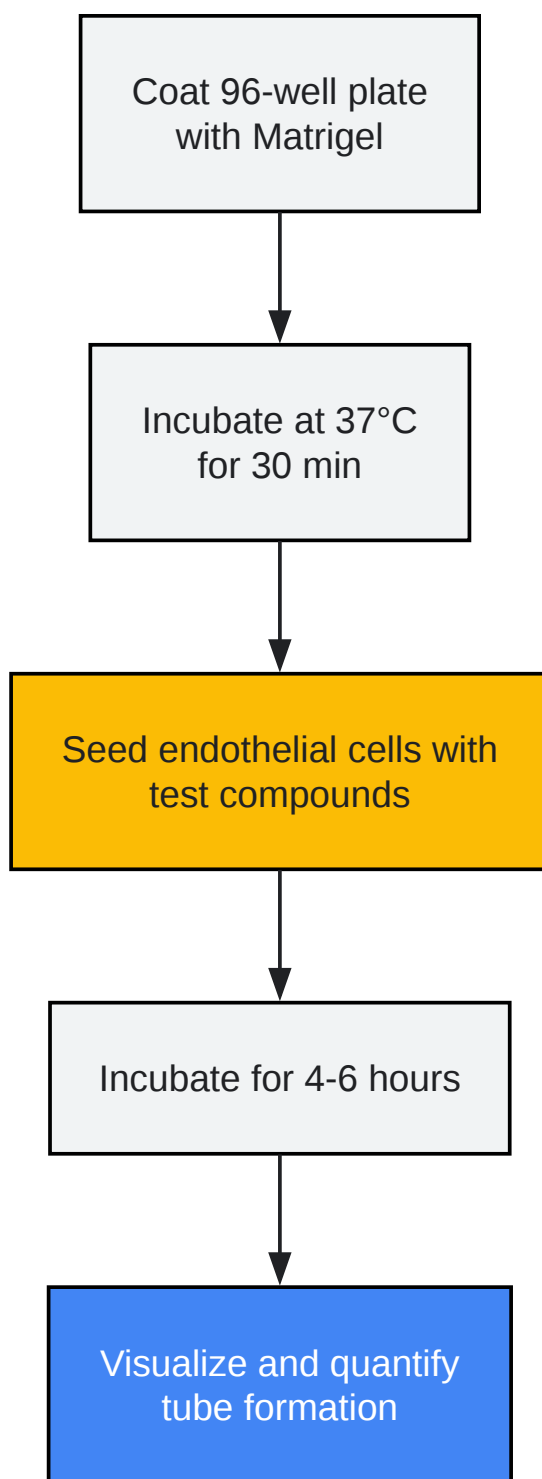 Coat 96-well plate
with Matrigel
Incubate at 37°C
for 30 min
Seed endothelial cells with
test compounds
Incubate for 4-6 hours
Visualize and quantify
tube formation